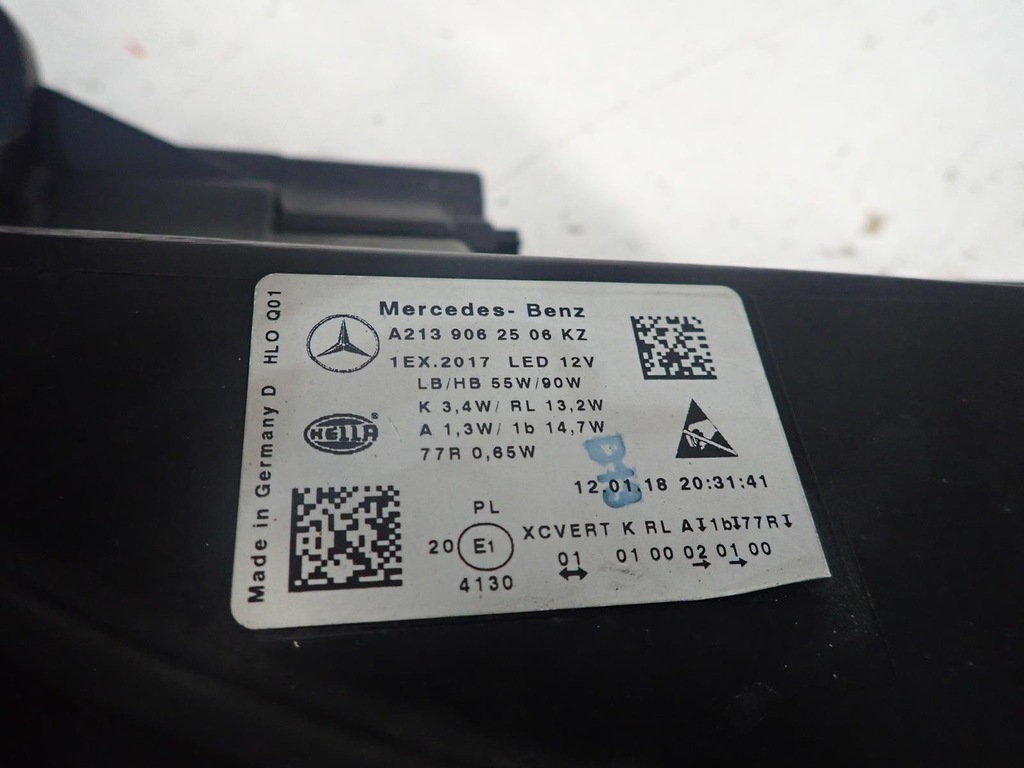 Mercedes- Benz
A213 906 25 06 KZ
1EX.2017 LED 12V
LB/HB 55W/90W
K 3,4W/ RL 13,2W
A 1,3W/ 1b 14,7W
77R 0,65W
HELLA ®
12.01.18 20:31:41
PL
20 E1
4130
XCVERT K RL A 1b 77R
01 01 00 02 01 00
Made in Germany D HLO Q01